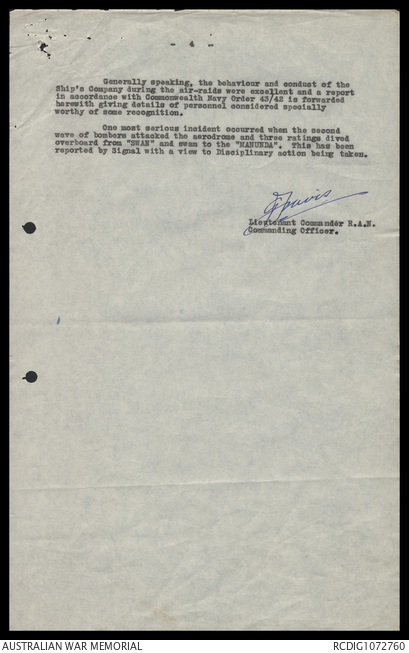 - 4 -
Generally speaking, the behaviour and conduct of the
Ship's Company during the air-raids were excellent and a report
in accordance with Commonwealth Navy Order 43/42 is forwarded
herewith giving details of personnel considered specially
worthy of some recognition.
One most serious incident occurred when the second
wave of bombers attacked the aerodrome and three ratings dived
overboard from "SWAN" and swam to the "MANUNDA". This has been
reported by Signal with a view to Disciplinary action being taken.
Lieutenant Commander R.A.N.
Commanding Officer.
AUSTRALIAN WAR MEMORIAL
RCDIG1072760